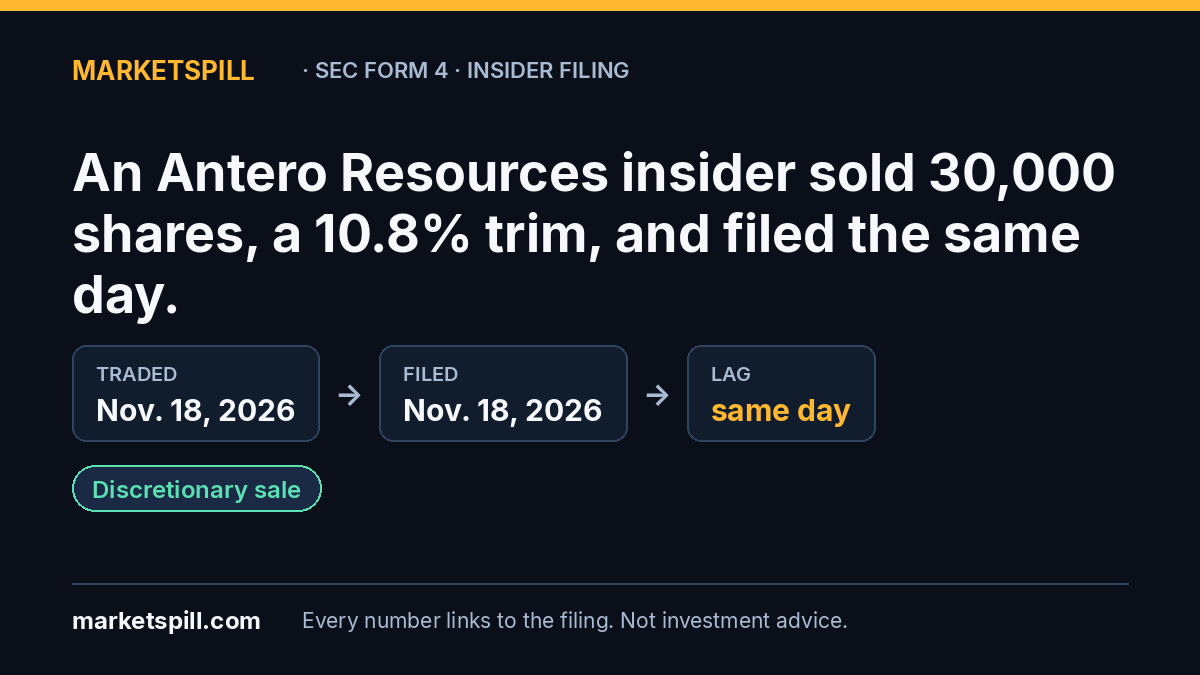 MARKETSPILL · SEC FORM 4 · INSIDER FILING
An Antero Resources insider sold 30,000
shares, a 10.8% trim, and filed the same
day.
TRADED
Nov. 18, 2026
→
FILED
Nov. 18, 2026
→
LAG
same day
Discretionary sale
marketspill.com Every number links to the filing. Not investment advice.